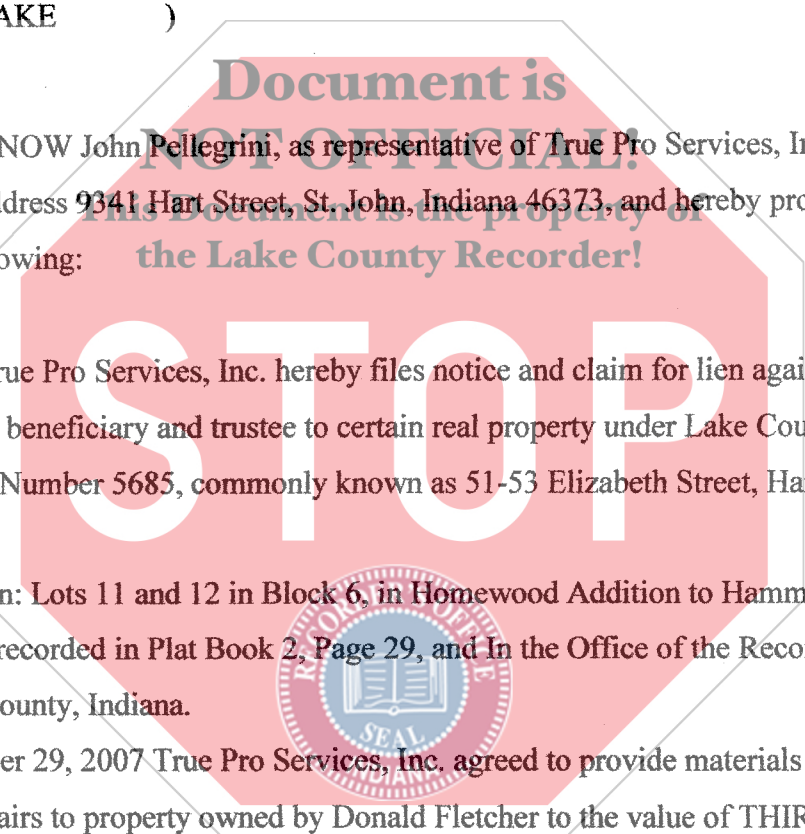 AKE )
Document is
NOW John Pellegrini, as representative of True Pro Services, In
NOT OFFICIAL!
ddress 9341 Hart Street, St. John, Indiana 46373, and hereby pro
This Document is the property of
owing:
the Lake County Recorder!
rue Pro Services, Inc. hereby files notice and claim for lien agai
STOP
beneficiary and trustee to certain real property under Lake Cou
Number 5685, commonly known as 51-53 Elizabeth Street, Ha
n: Lots 11 and 12 in Block 6, in Homewood Addition to Hamm
RECORDER'S OFFICE
recorded in Plat Book 2, Page 29, and In the Office of the Reco
ounty, Indiana.
SEAL
er 29, 2007 True Pro Services, Inc. agreed to provide materials
INDIANA
airs to property owned by Donald Fletcher to the value of THIR